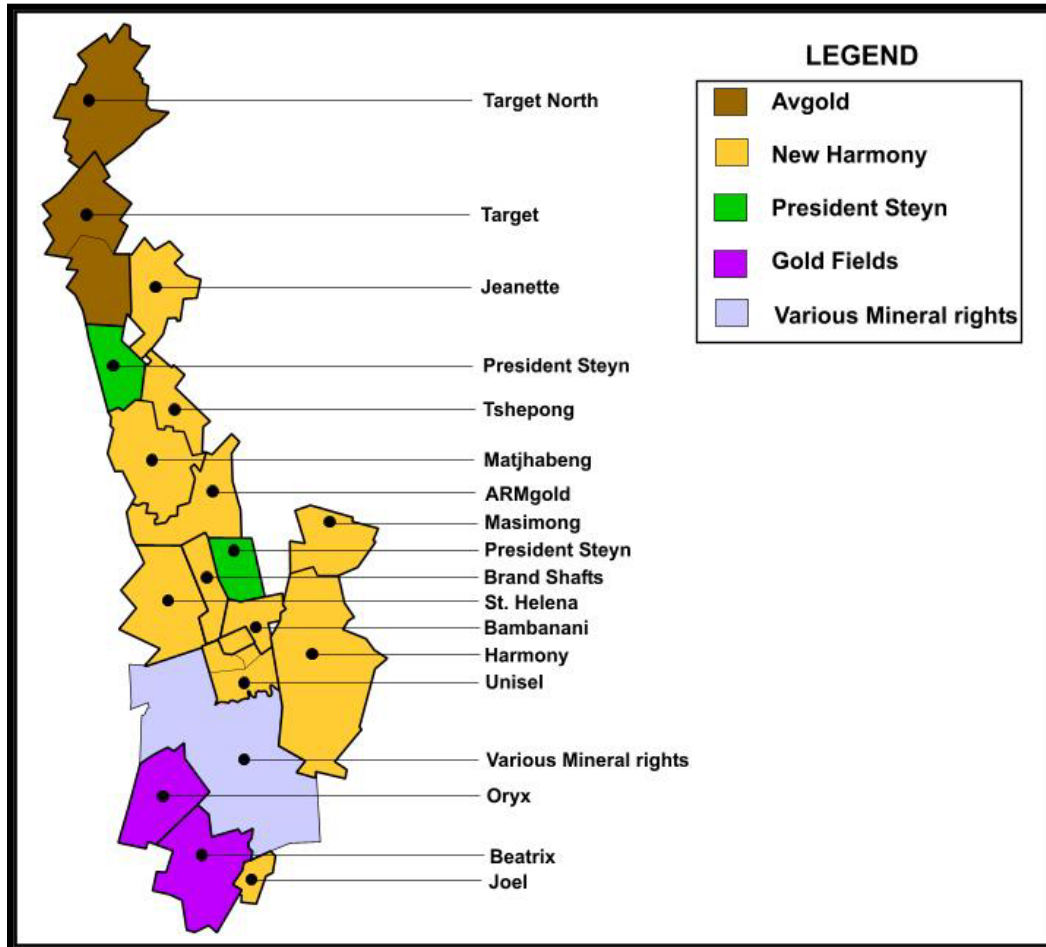 Target North
Target
Jeanette
President Steyn
Tshepong
Matjhabeng
ARMgold
Masimong
President Steyn
Brand Shafts
St. Helena
Bambanani
Harmony
Unisel
Various Mineral rights
Oryx
Beatrix
Joel
LEGEND
Avgold
New Harmony
President Steyn
Gold Fields
Various Mineral rights